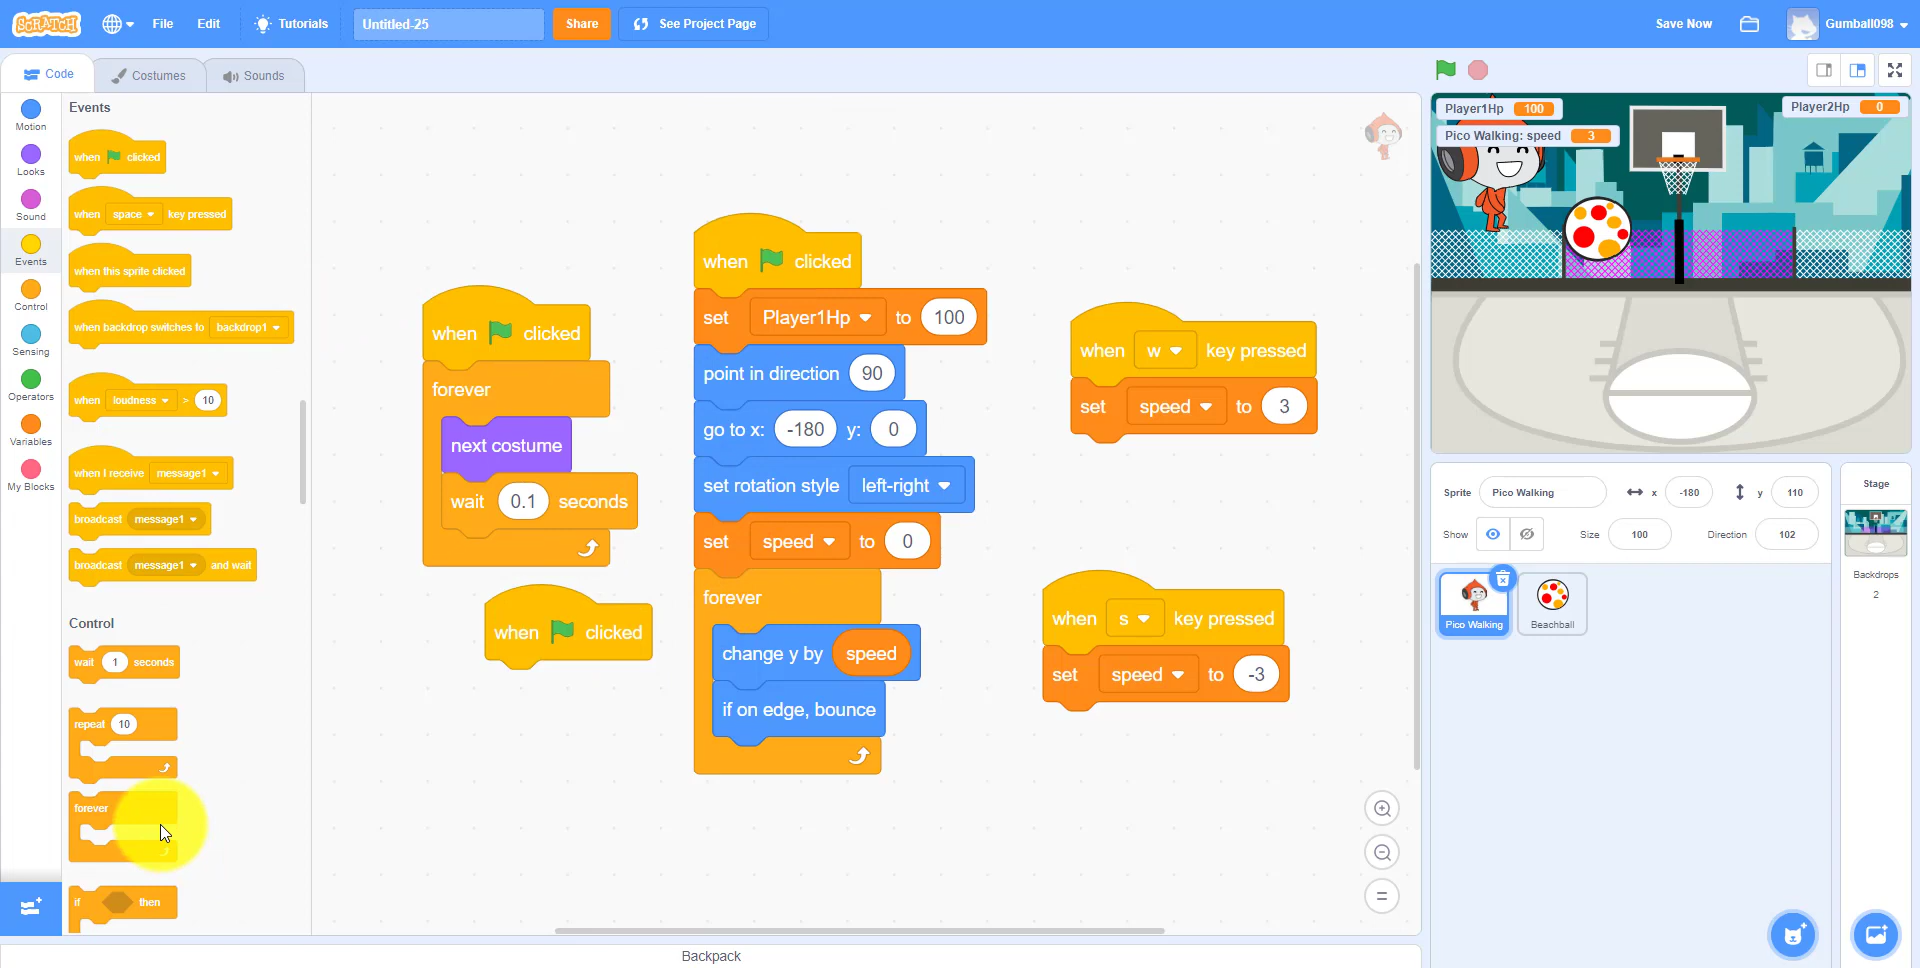 SCRATCH File Edit Tutorials Untitled-25 Share See Project Page Save Now Gumball098
Code Costumes Sounds
Motion
Looks
Sound
Events
Control
Sensing
Operators
Variables
My Blocks
Events
when clicked
when space key pressed
when this sprite clicked
when backdrop switches to backdrop1
when loudness > 10
when I receive message1
broadcast message1
broadcast message1 and wait
Control
wait 1 seconds
repeat 10
forever
if then
when clicked
forever
next costume
wait 0.1 seconds
when clicked
when clicked
set Player1Hp to 100
point in direction 90
go to x: -180 y: 0
set rotation style left-right
set speed to 0
forever
change y by speed
if on edge, bounce
when w key pressed
set speed to 3
when s key pressed
set speed to -3
Backpack
Player1Hp 100 Player2Hp 0
Pico Walking: speed 3
Sprite Pico Walking x -180 y 110
Show Size 100 Direction 102
Pico Walking Beachball
Stage
Backdrops
2